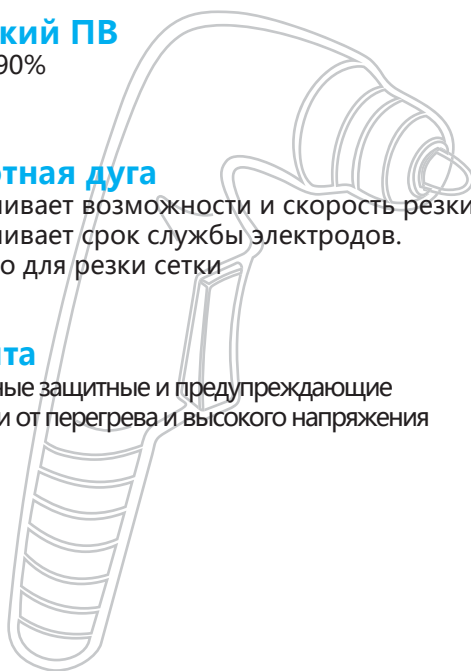 кий ПВ
90%
тная дуга
ивает возможности и скорость резки
ивает срок службы электродов.
о для резки сетки
та
ные защитные и предупреждающие
и от перегрева и высокого напряжения